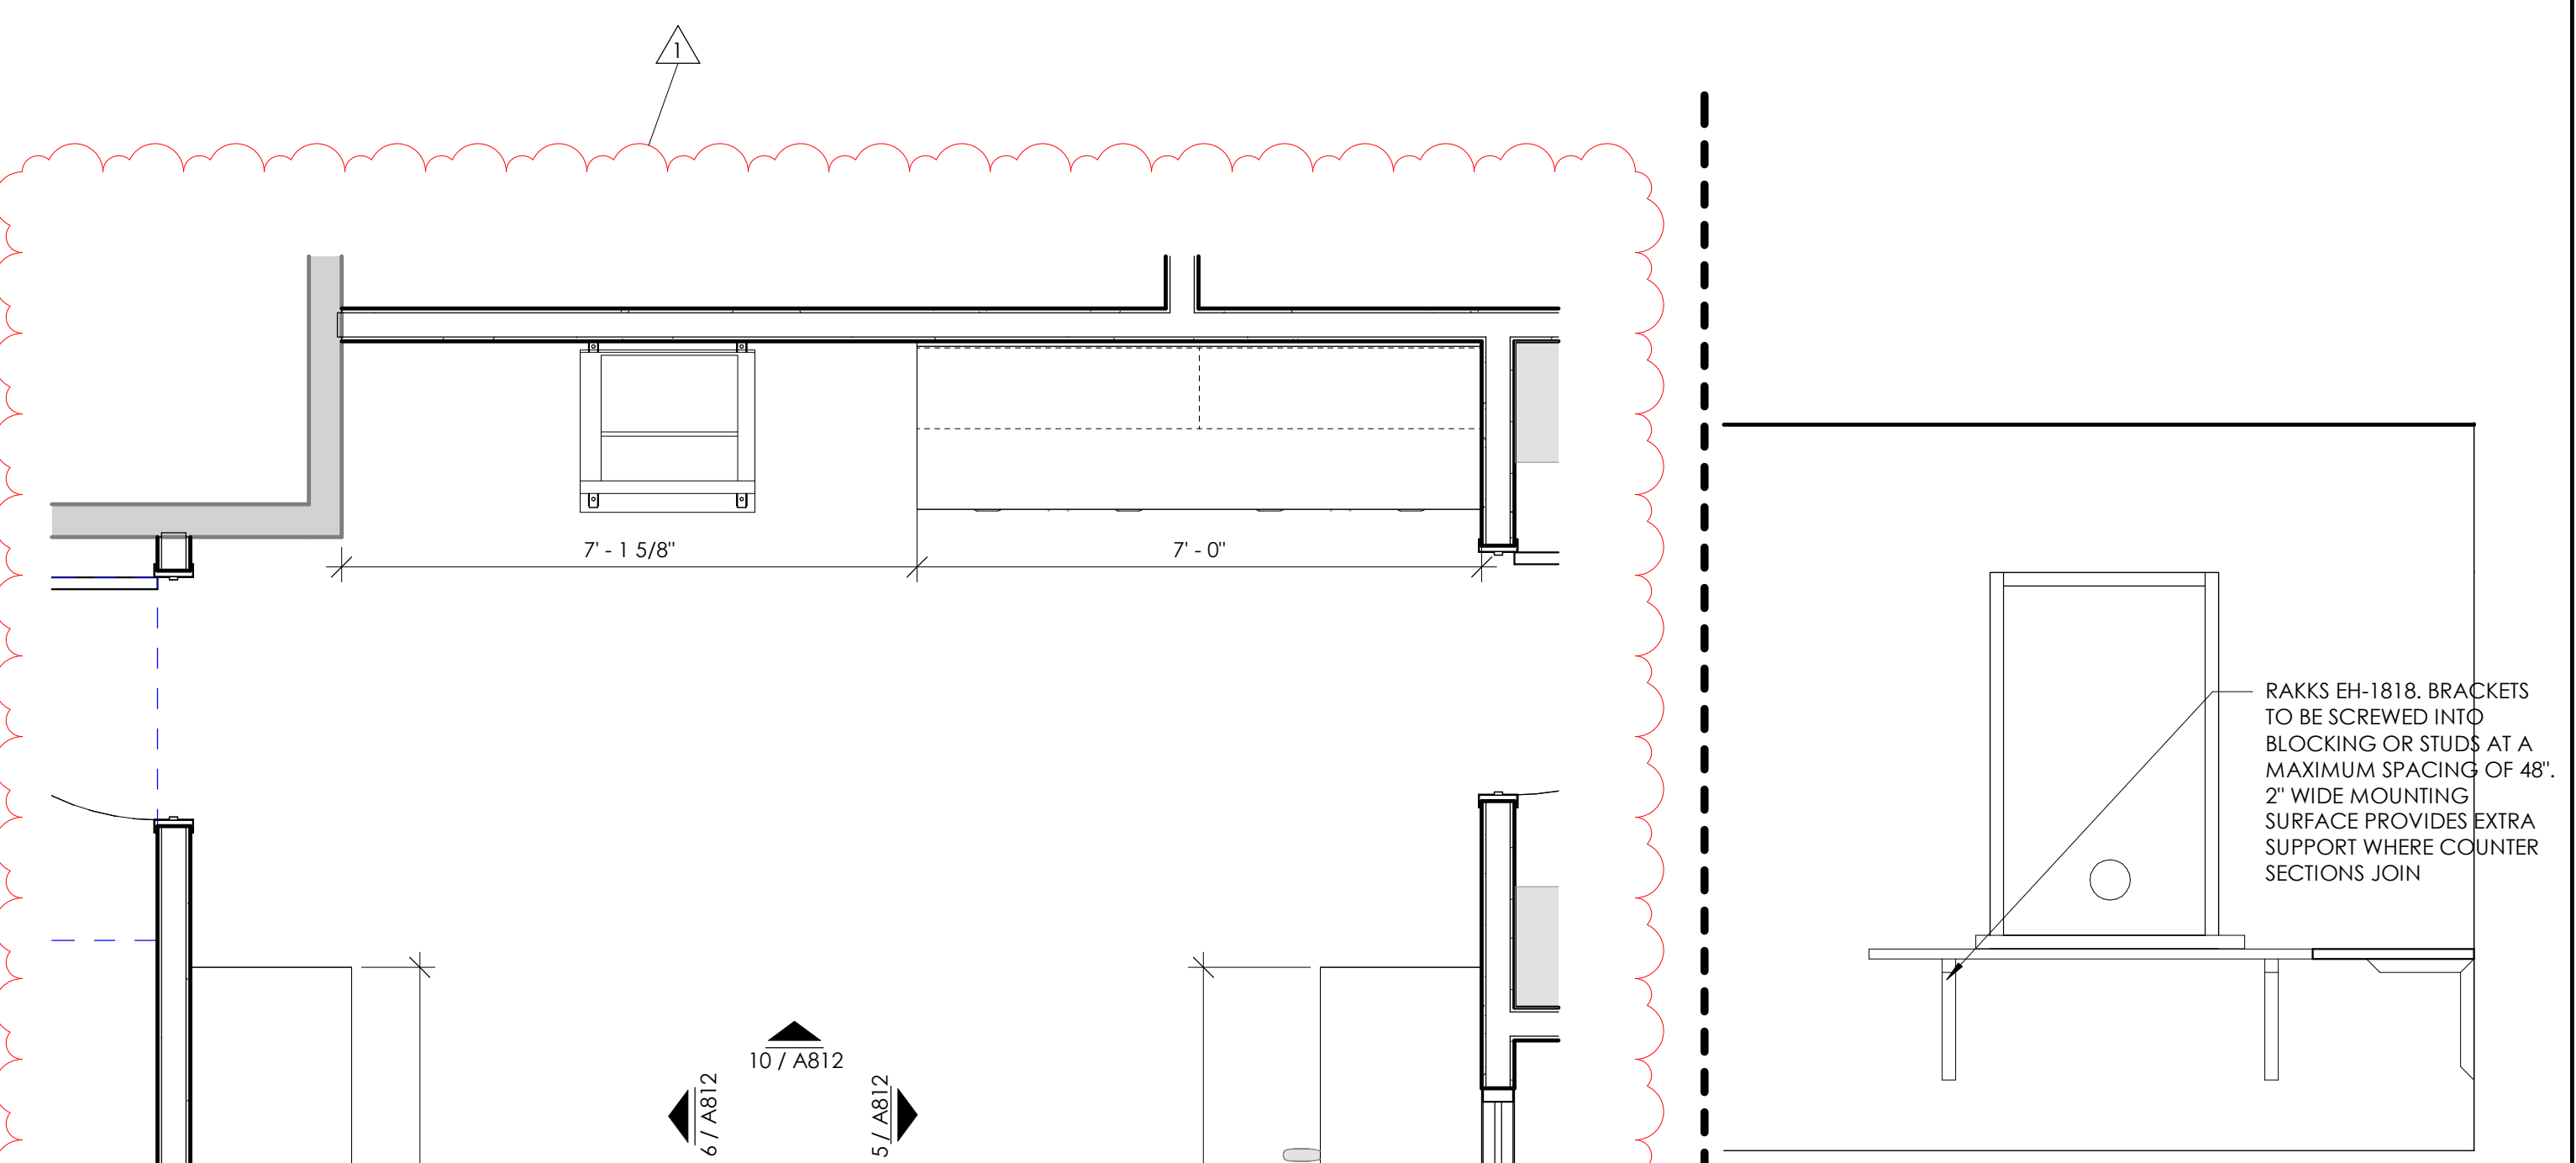 1
7' - 1 5/8"
7' - 0"
10 / A812
6 / A812
5 / A812
RAKKS EH-1818. BRACKETS
TO BE SCREWED INTO
BLOCKING OR STUDS AT A
MAXIMUM SPACING OF 48".
2" WIDE MOUNTING
SURFACE PROVIDES EXTRA
SUPPORT WHERE COUNTER
SECTIONS JOIN